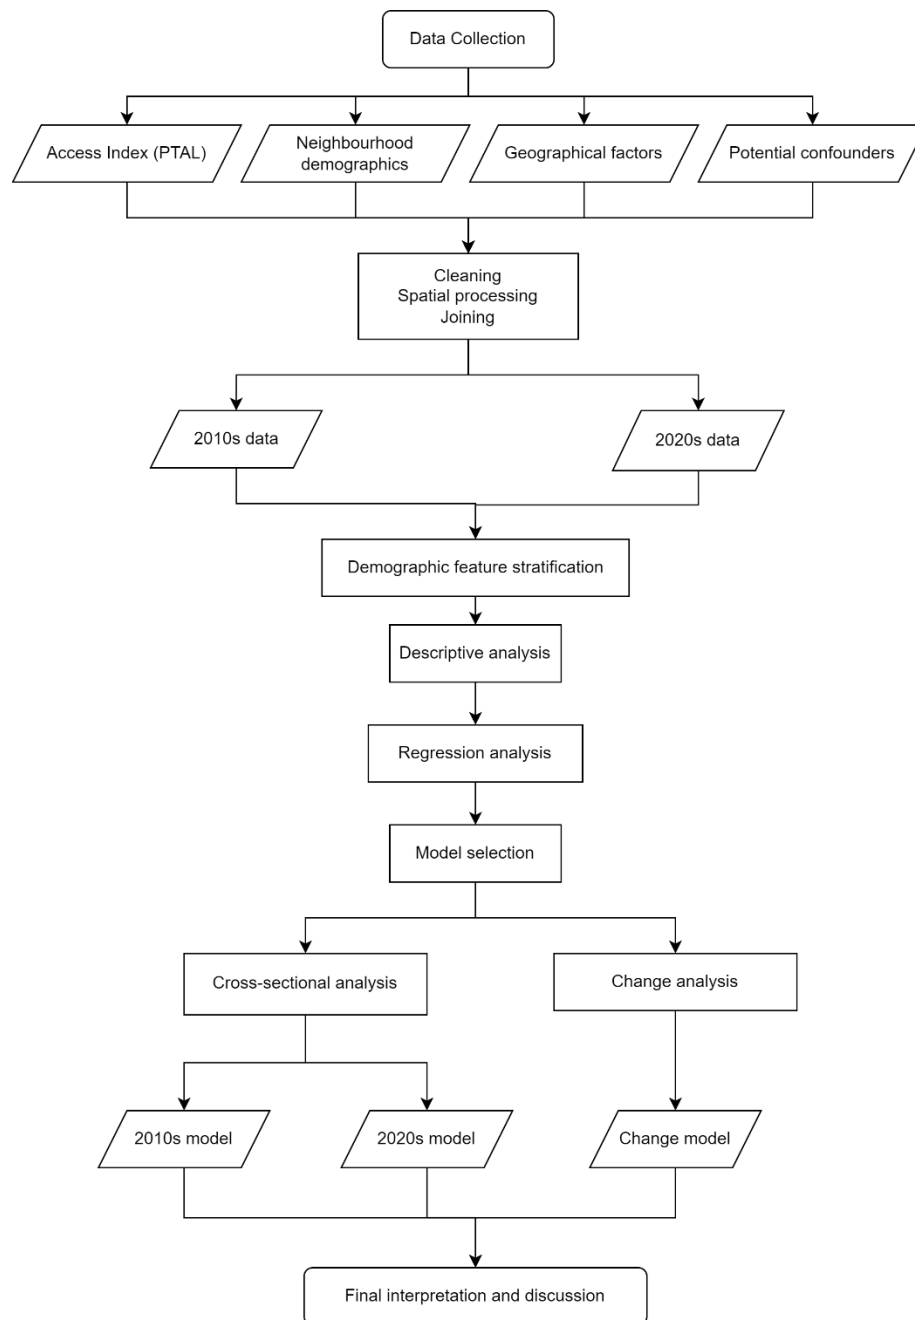 Data Collection
Access Index (PTAL)
Neighbourhood
demographics
Geographical factors
Potential confounders
Cleaning
Spatial processing
Joining
2010s data
2020s data
Demographic feature stratification
Descriptive analysis
Regression analysis
Model selection
Cross-sectional analysis
Change analysis
2010s model
2020s model
Change model
Final interpretation and discussion